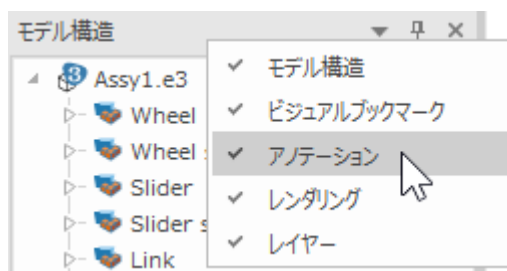 モデル構造
Assy1.e3
Wheel
Wheel s
Slider
Slider s
Link
モデル構造
ビジュアルブックマーク
アノテーション
レンダリング
レイヤー